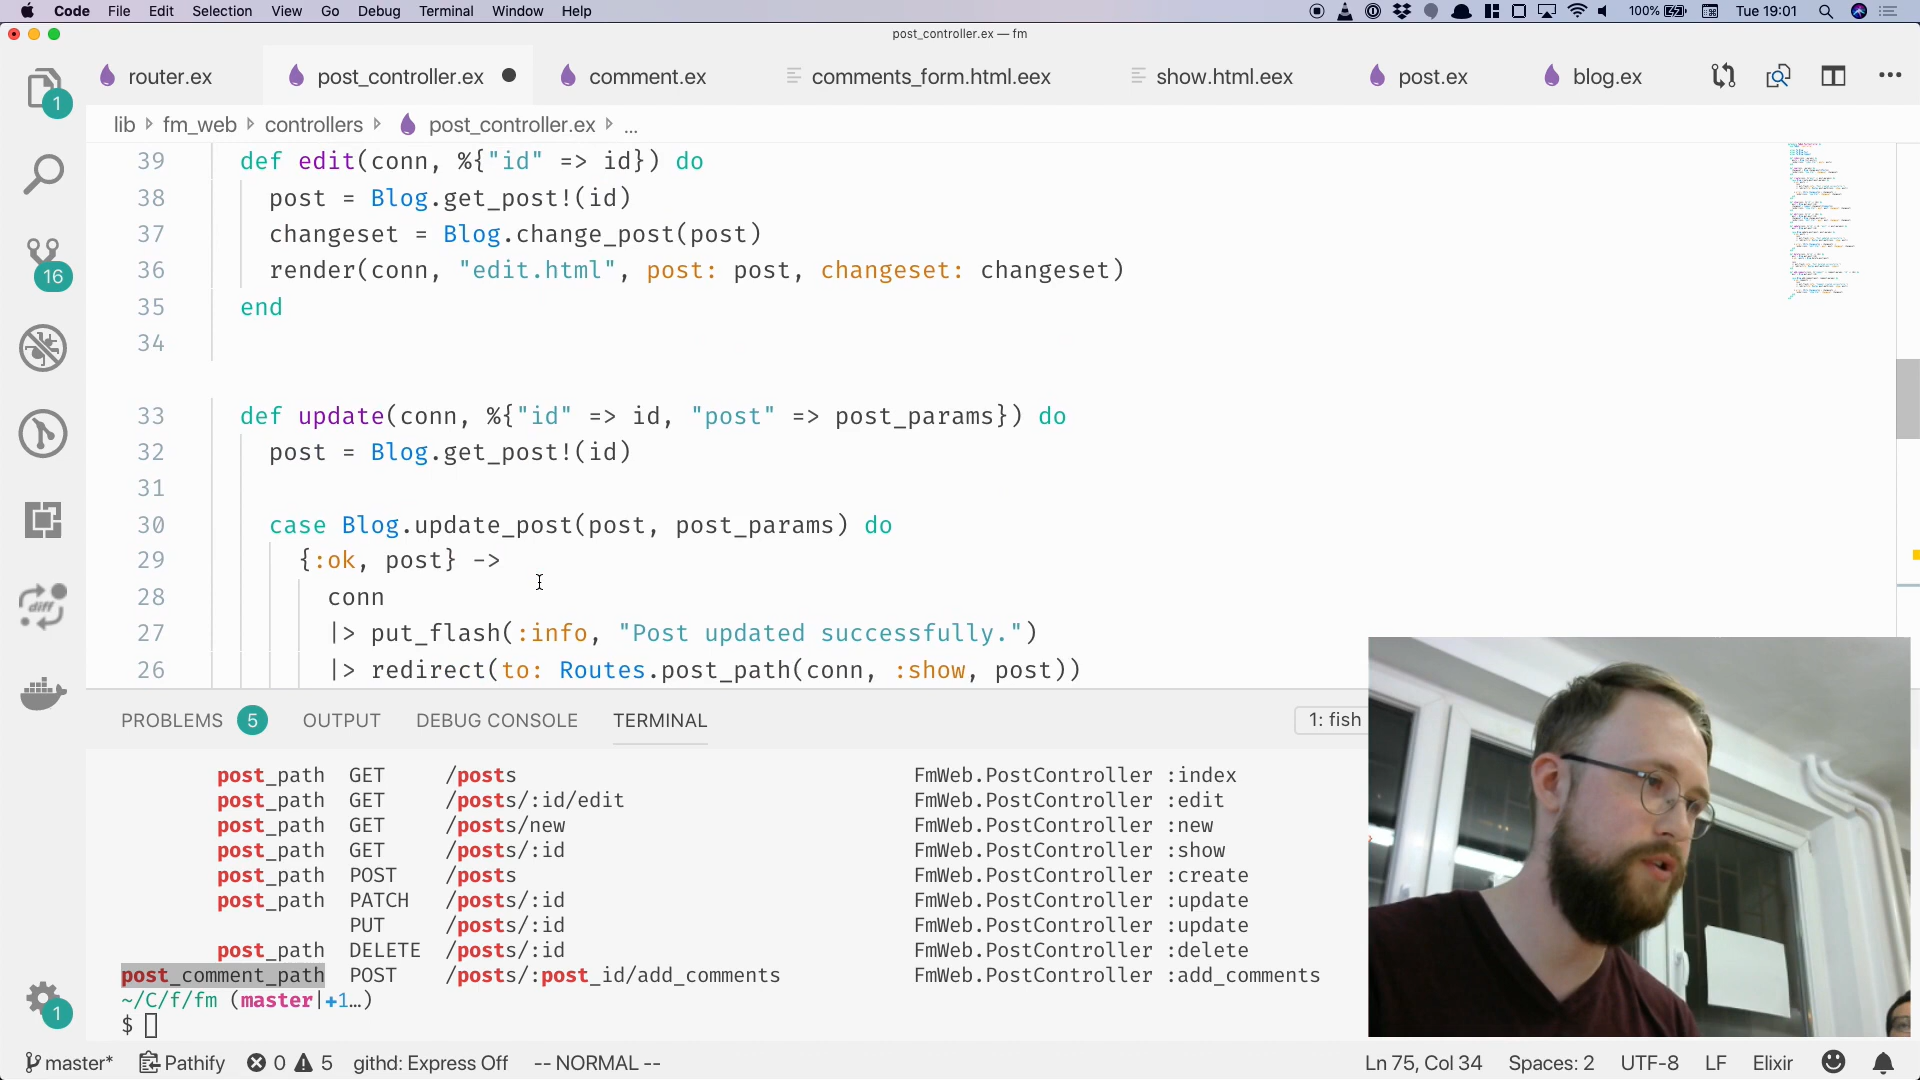 Code File Edit Selection View Go Debug Terminal Window Help 100% Tue 19:01
post_controller.ex — fm
router.ex post_controller.ex comment.ex comments_form.html.eex show.html.eex post.ex blog.ex
lib fm_web controllers post_controller.ex ...
39 def edit(conn, %{"id" => id}) do
38 post = Blog.get_post!(id)
37 changeset = Blog.change_post(post)
36 render(conn, "edit.html", post: post, changeset: changeset)
35 end
34
33 def update(conn, %{"id" => id, "post" => post_params}) do
32 post = Blog.get_post!(id)
31
30 case Blog.update_post(post, post_params) do
29 {:ok, post} ->
28 conn
27 |> put_flash(:info, "Post updated successfully.")
26 |> redirect(to: Routes.post_path(conn, :show, post))
1
16
diff
1
PROBLEMS 5 OUTPUT DEBUG CONSOLE TERMINAL 1: fish
post_path GET /posts FmWeb.PostController :index
post_path GET /posts/:id/edit FmWeb.PostController :edit
post_path GET /posts/new FmWeb.PostController :new
post_path GET /posts/:id FmWeb.PostController :show
post_path POST /posts FmWeb.PostController :create
post_path PATCH /posts/:id FmWeb.PostController :update
PUT /posts/:id FmWeb.PostController :update
post_path DELETE /posts/:id FmWeb.PostController :delete
post_comment_path POST /posts/:post_id/add_comments FmWeb.PostController :add_comments
~/C/f/fm (master|+1…)
$
master* Pathify 0 5 githd: Express Off -- NORMAL -- Ln 75, Col 34 Spaces: 2 UTF-8 LF Elixir